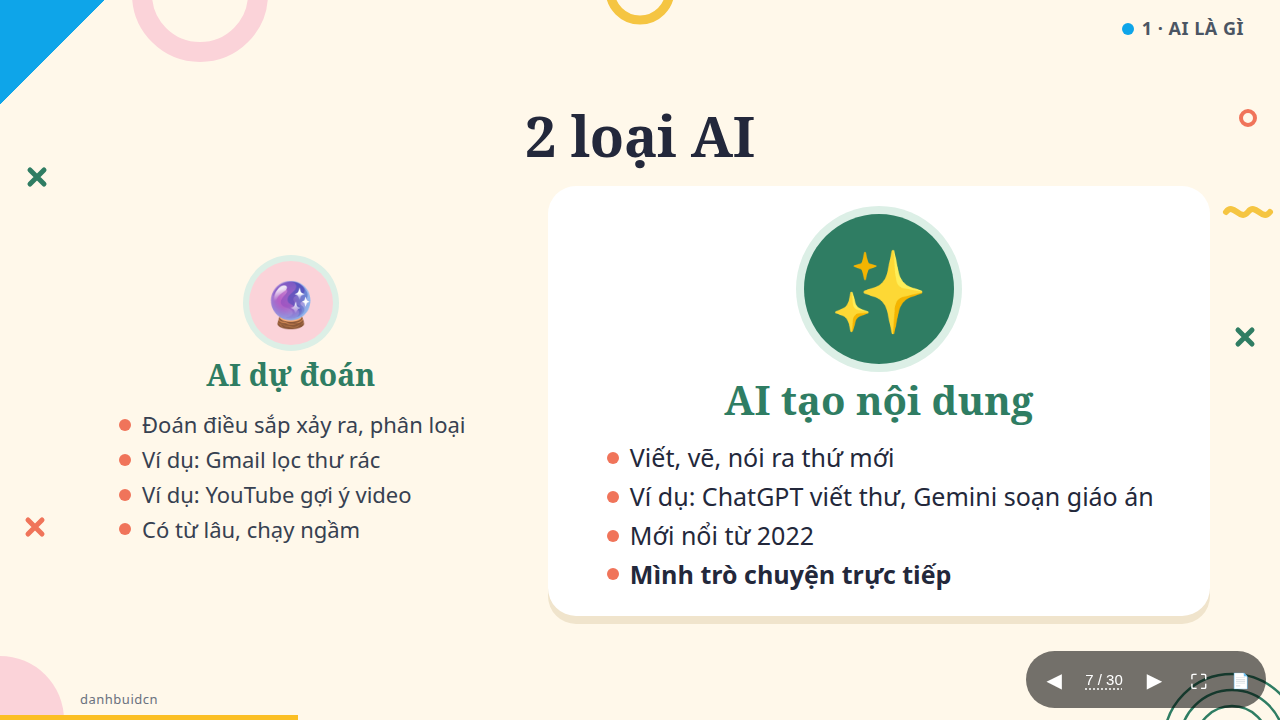 1 · AI LÀ GÌ
2 loại AI
AI dự đoán
Đoán điều sắp xảy ra, phân loại
Ví dụ: Gmail lọc thư rác
Ví dụ: YouTube gợi ý video
Có từ lâu, chạy ngầm
AI tạo nội dung
Viết, vẽ, nói ra thứ mới
Ví dụ: ChatGPT viết thư, Gemini soạn giáo án
Mới nổi từ 2022
Mình trò chuyện trực tiếp
danhbuidcn
7 / 30